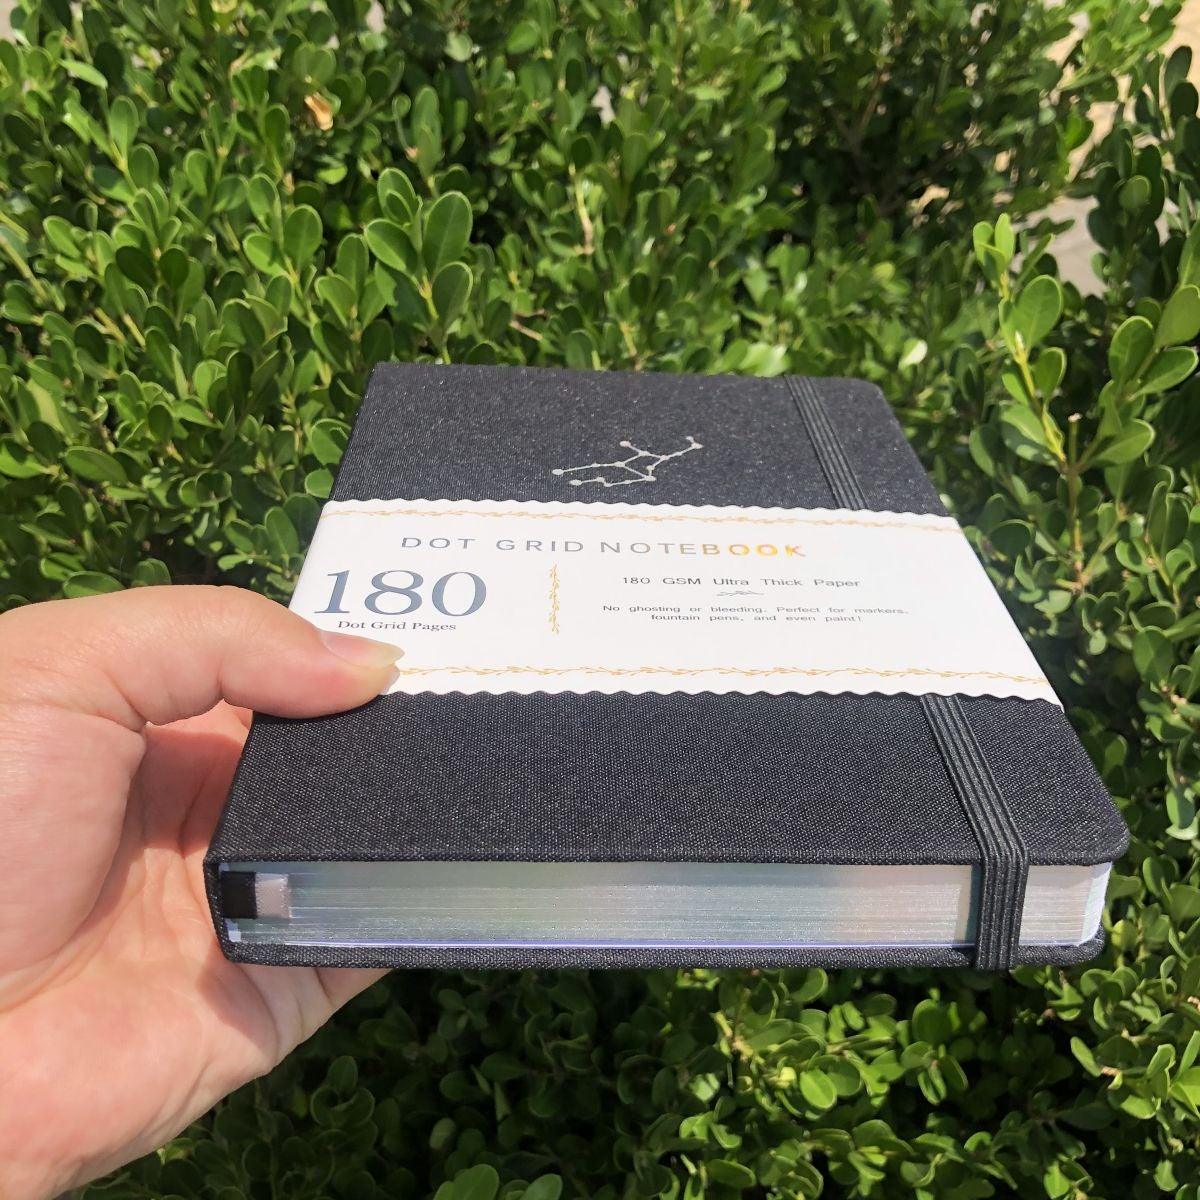 DOT GRID NOTEBOOK
180
Dot Grid Pages
180 GSM Ultra Thick Paper
No ghosting or bleeding. Perfect for markers,
fountain pens, and even paint!